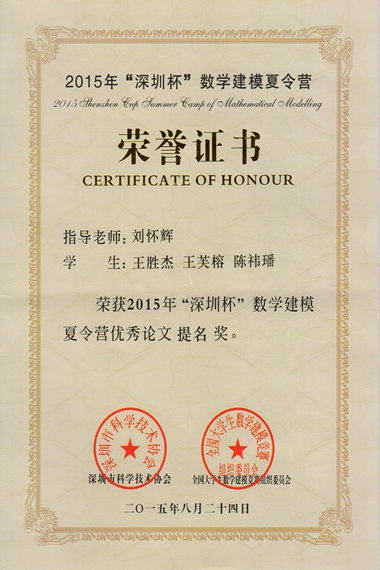 2015年“深圳杯”数学建模夏令营
2015 Shenzhen Cup Summer Camp of Mathematical Modelling
荣誉证书
CERTIFICATE OF HONOUR
指导老师：刘怀辉
学 生：王胜杰 王芙榕 陈祎璠
荣获2015年“深圳杯”数学建模
夏令营优秀论文 提名 奖。
深圳市科学技术协会
全国大学生数学建模竞赛
组织委员会
深圳市科学技术协会 全国大学生数学建模竞赛组织委员会
二○一五年八月二十四日